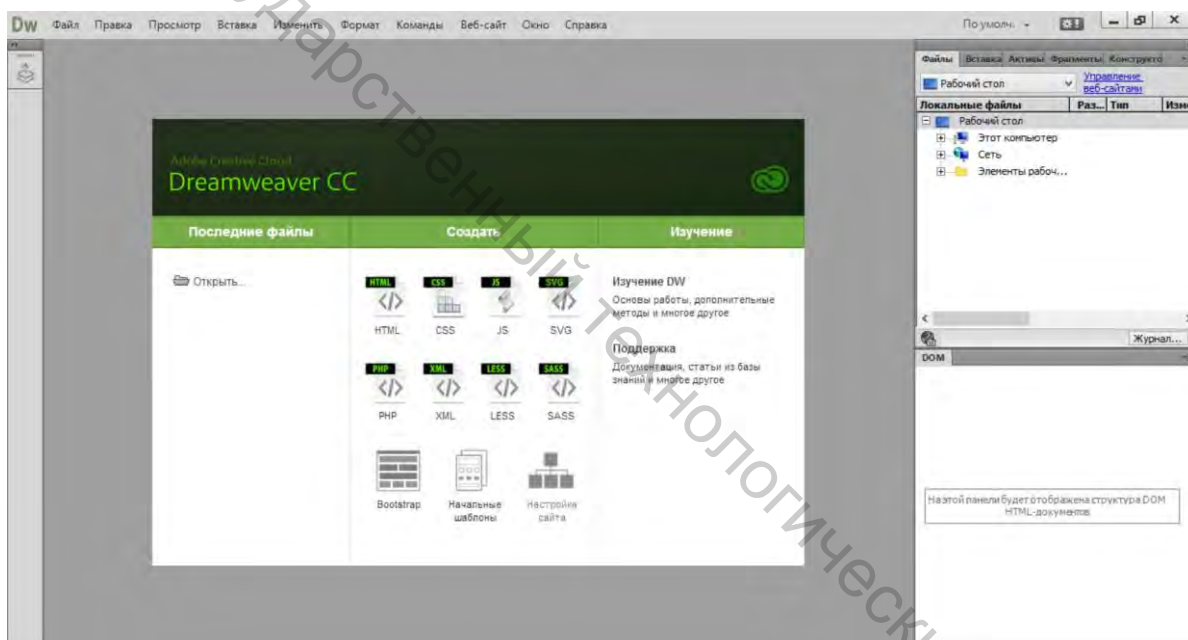 Dw Файл Правка Просмотр Вставка Изменить Формат Команды Веб-сайт Окно Справка По умолч.
Файлы Вставка Активы Фрагменты Конструкто
Рабочий стол Управление веб-сайтами
Локальные файлы Раз... Тип Изме
Рабочий стол
Этот компьютер
Сеть
Элементы рабоч...
Журнал...
DOM
На этой панели будет отображена структура DOM
HTML-документов
Adobe Creative Cloud
Dreamweaver CC
Последние файлы Создать Изучение
Открыть...
HTML CSS JS SVG
HTML CSS JS SVG
PHP XML LESS SASS
PHP XML LESS SASS
Bootstrap Начальные шаблоны Настройка сайта
Изучение DW
Основы работы, дополнительные
методы и многое другое
Поддержка
Документация, статьи из базы
знаний и многое другое
ударственный технологическ